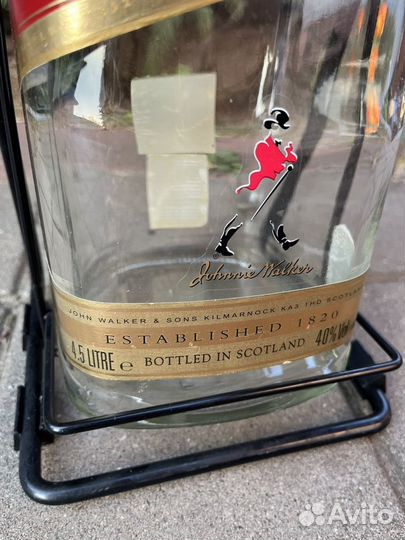 Johnnie Walker
JOHN WALKER & SONS KILMARNOCK KA3 1HD SCOTLAND
ESTABLISHED 1820
4.5 LITRE e BOTTLED IN SCOTLAND 40% Vol
Avito